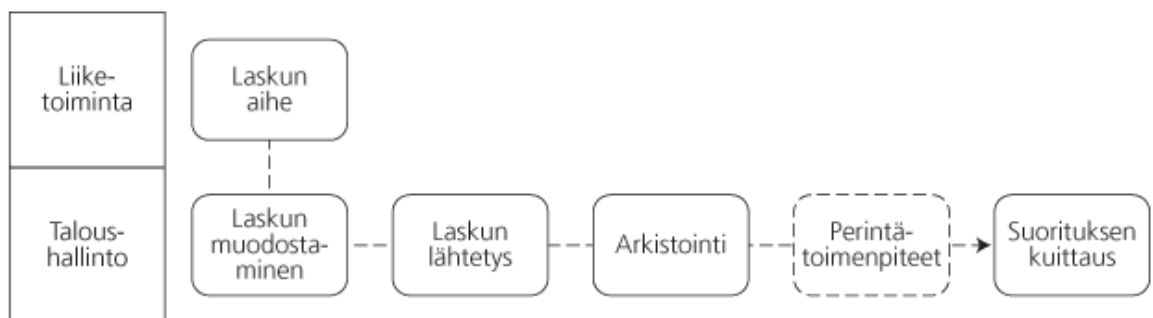 Liike-
toiminta
Laskun
aihe
Talous-
hallinto
Laskun
muodosta-
minen
Laskun
lähtetys
Arkistointi
Perintä-
toimenpiteet
Suorituksen
kuittaus